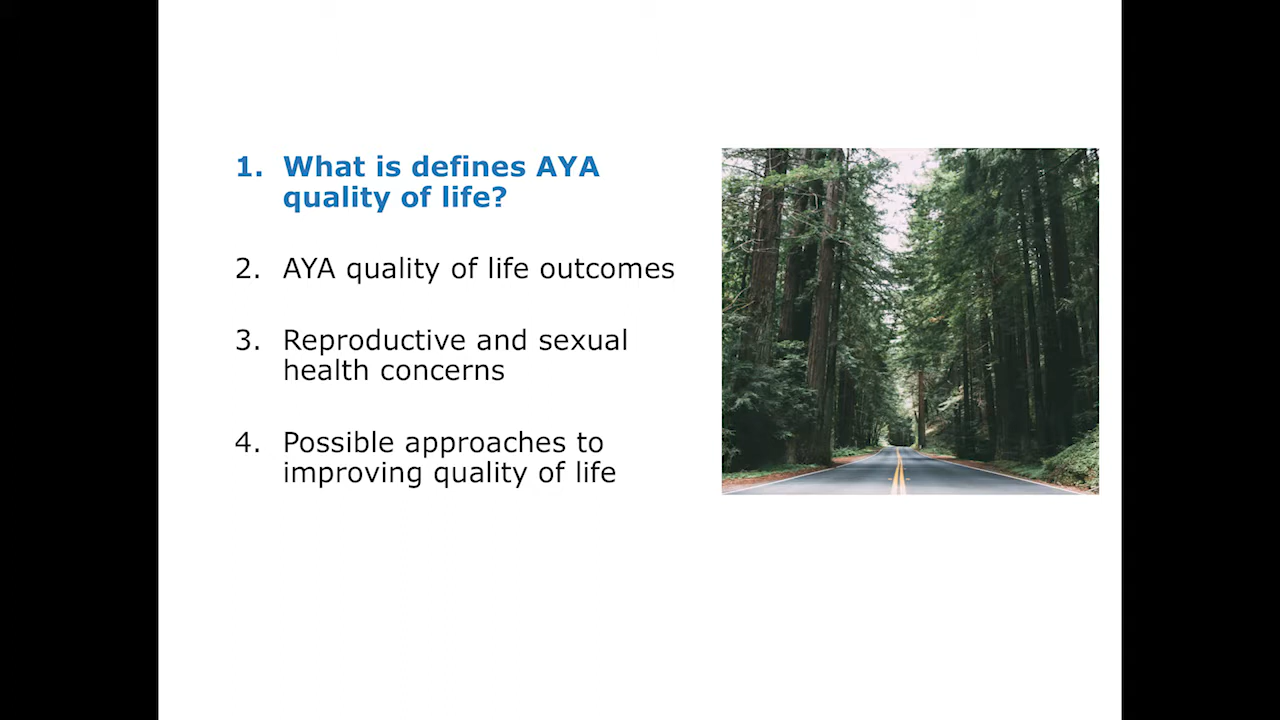 1. What is defines AYA
quality of life?
2. AYA quality of life outcomes
3. Reproductive and sexual
health concerns
4. Possible approaches to
improving quality of life